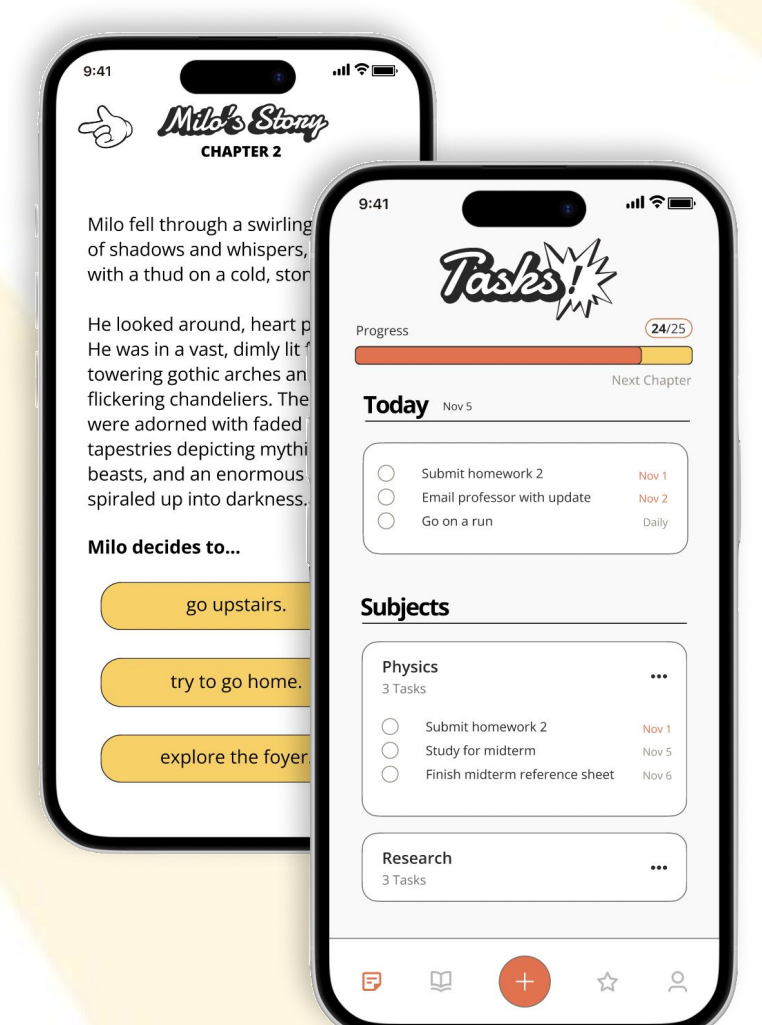 9:41
Milo's Story
CHAPTER 2
Milo fell through a swirling
of shadows and whispers,
with a thud on a cold,
He looked around, heart
He was in a vast, dimly lit
towering gothic arches
flickering chandeliers. The
were adorned with faded
tapestries depicting
beasts, and an enormous
spiraled up into darkness.
Milo decides to...
go upstairs.
try to go home.
explore the foyer.
9:41
Tasks!
Progress
24/25
Next Chapter
Today Nov 5
Submit homework 2 Nov 1
Email professor with update Nov 2
Go on a run Daily
Subjects
Physics
3 Tasks
Submit homework 2 Nov 1
Study for midterm Nov 5
Finish midterm reference sheet Nov 6
Research
3 Tasks